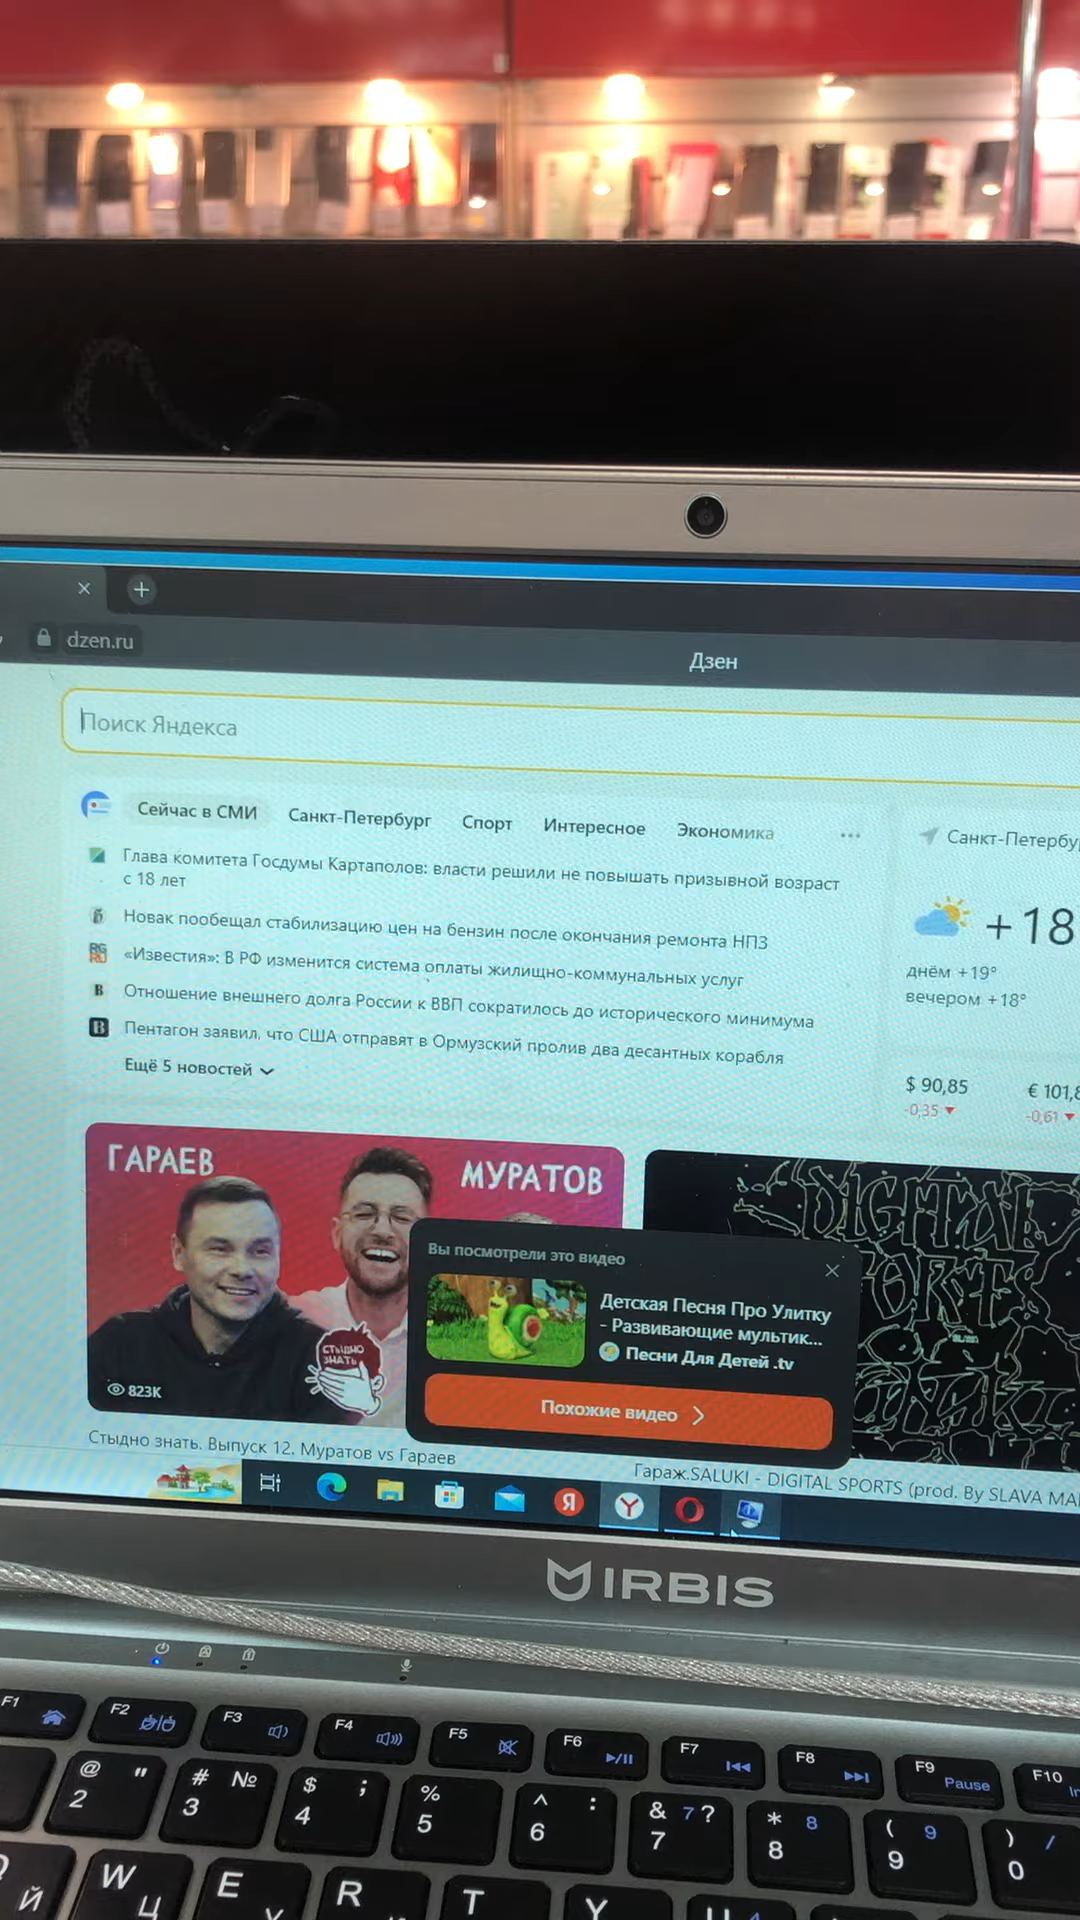 dzen.ru
Дзен
Поиск Яндекса
Сейчас в СМИ Санкт-Петербург Спорт Интересное Экономика
Глава комитета Госдумы Картаполов: власти решили не повышать призывной возраст
с 18 лет
Новак пообещал стабилизацию цен на бензин после окончания ремонта НПЗ
«Известия»: В РФ изменится система оплаты жилищно-коммунальных услуг
Отношение внешнего долга России к ВВП сократилось до исторического минимума
Пентагон заявил, что США отправят в Ормузский пролив два десантных корабля
Ещё 5 новостей
Санкт-Петербу
+18
днём +19°
вечером +18°
$ 90,85 € 101,8
-0,35 -0,61
ГАРАЕВ МУРАТОВ
СТЫДНО
ЗНАТЬ
823K
Стыдно знать. Выпуск 12. Муратов vs Гараев
DIGITAL
Вы посмотрели это видео
Детская Песня Про Улитку
- Развивающие мультик...
Песни Для Детей .tv
Похожие видео
Гараж.SALUKI - DIGITAL SPORTS (prod. By SLAVA MA
Я
IRBIS
F1 F2 F3 F4 F5 F6 F7 F8 F9 Pause F10
@ " 2
# № 3
$ ; 4
% 5
^ : 6
& 7 ? 7
* 8 8
( 9 9
) / 0
Й W Ц E R T Y